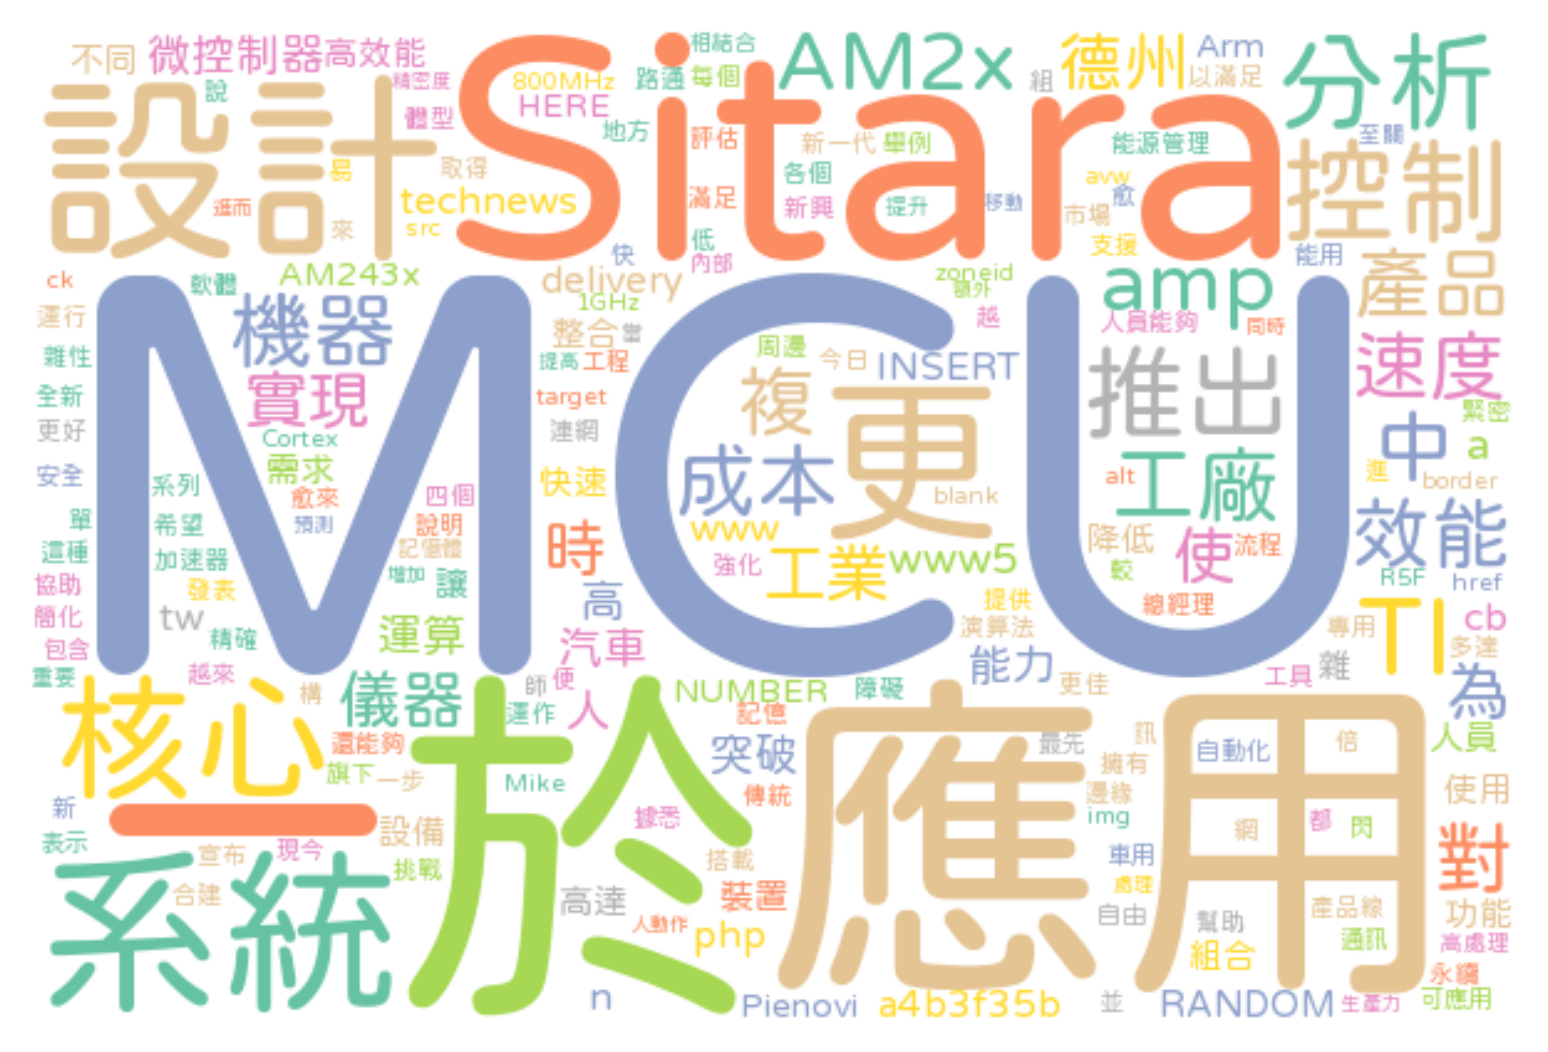 不同
微控制器
高效能
Sitara
相結合
AM2x
德州
Arm
分析
設計
說
精密度
800MHz
HERE
路通
每個
組
以滿足
體型
地方
評估
新一代
舉例
能源管理
至關
控制
易
取得
各個
avw
愈
technews
滿足
新興
提升
移動
市場
進而
來
src
低
支援
內部
快
能用
ck
軟體
AM243x
delivery
zoneid
額外
amp
產品
1GHz
越
人員能夠
同時
運行
機器
整合
當
MCU
周邊
今日
INSERT
推出
速度
雜性
提高
工程
複
全新
實現
target
更
緊密
更好
Cortex
連網
中
a
需求
成本
工廠
安全
系列
愈來
四個
快速
blank
alt
進
border
單
希望
預測
說明
www
效能
這種
加速器
記憶體
時
強化
工業
www5
降低
使
流程
較
協助
增加
讓
發表
高
提供
總經理
RSF
href
簡化
tw
精確
運算
汽車
演算法
專用
TI
cb
包含
能力
多達
重要
越來
師
便
更佳
工具
雜
為
核心
構
儀器
NUMBER
障礙
運作
人
記憶
於
應用
還能夠
突破
最先
訊
自動化
倍
人員
旗下
一步
Mike
擁有
新
一
傳統
邊緣
使用
表示
設備
據悉
img
網
都
閃
宣布
現今
搭載
車用
對
系統
挑戰
處理
合建
高達
裝置
自由
幫助
產品線
功能
人動作
php
組合
通訊
高處理
永續
n
Pienovi
a4b3f35b
並
RANDOM
生產力
可應用